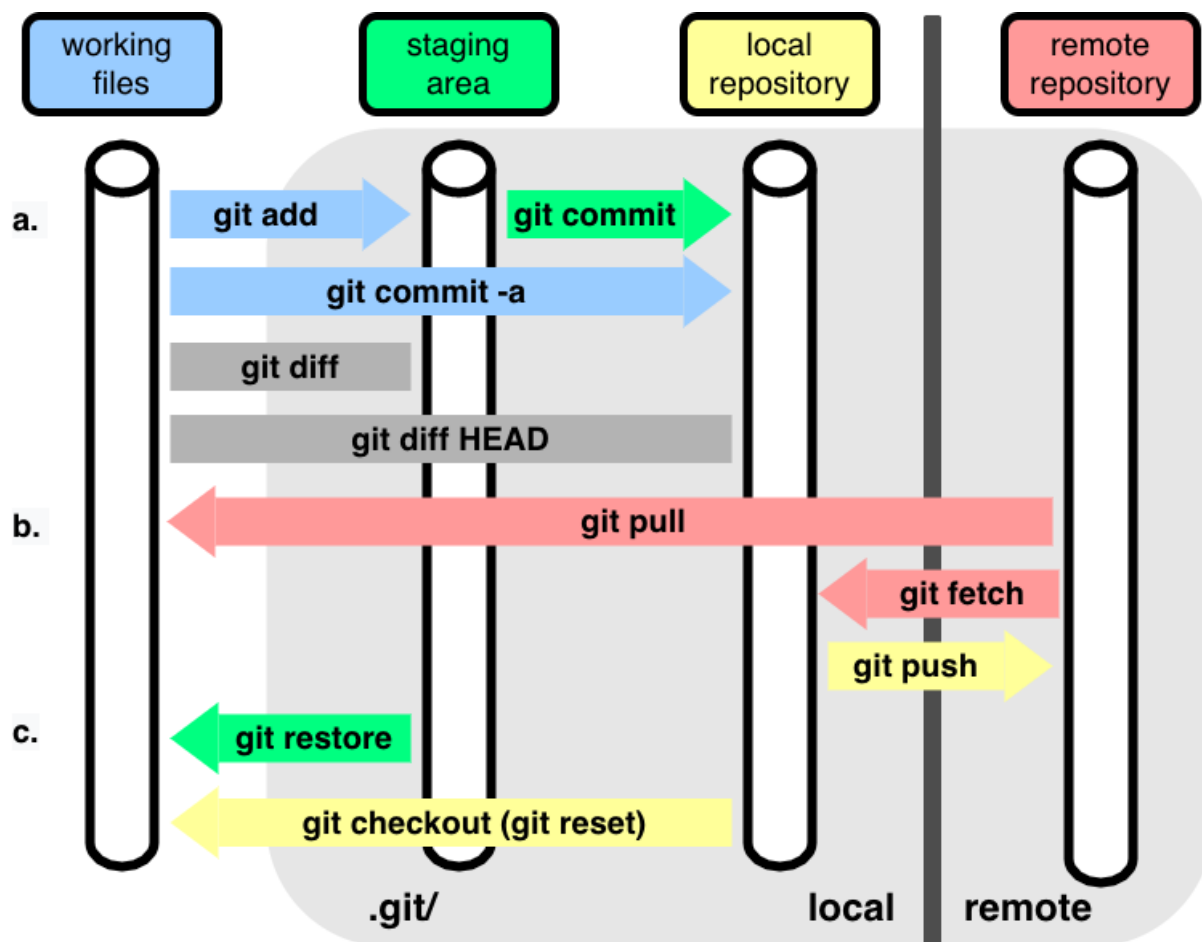 working
files
staging
area
local
repository
remote
repository
a.
git add
git commit
git commit -a
git diff
git diff HEAD
b.
git pull
git fetch
git push
c.
git restore
git checkout (git reset)
.git/
local
remote